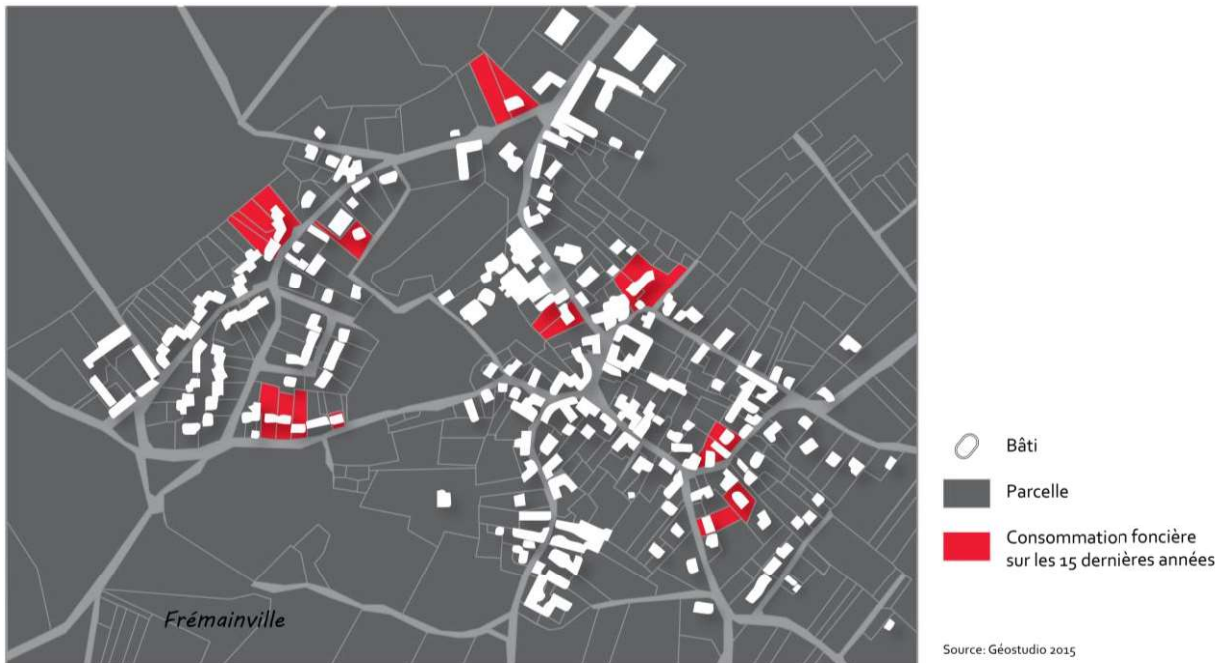 Bâti
Parcelle
Consommation foncière
sur les 15 dernières années
Frémainville
Source: Géostudio 2015